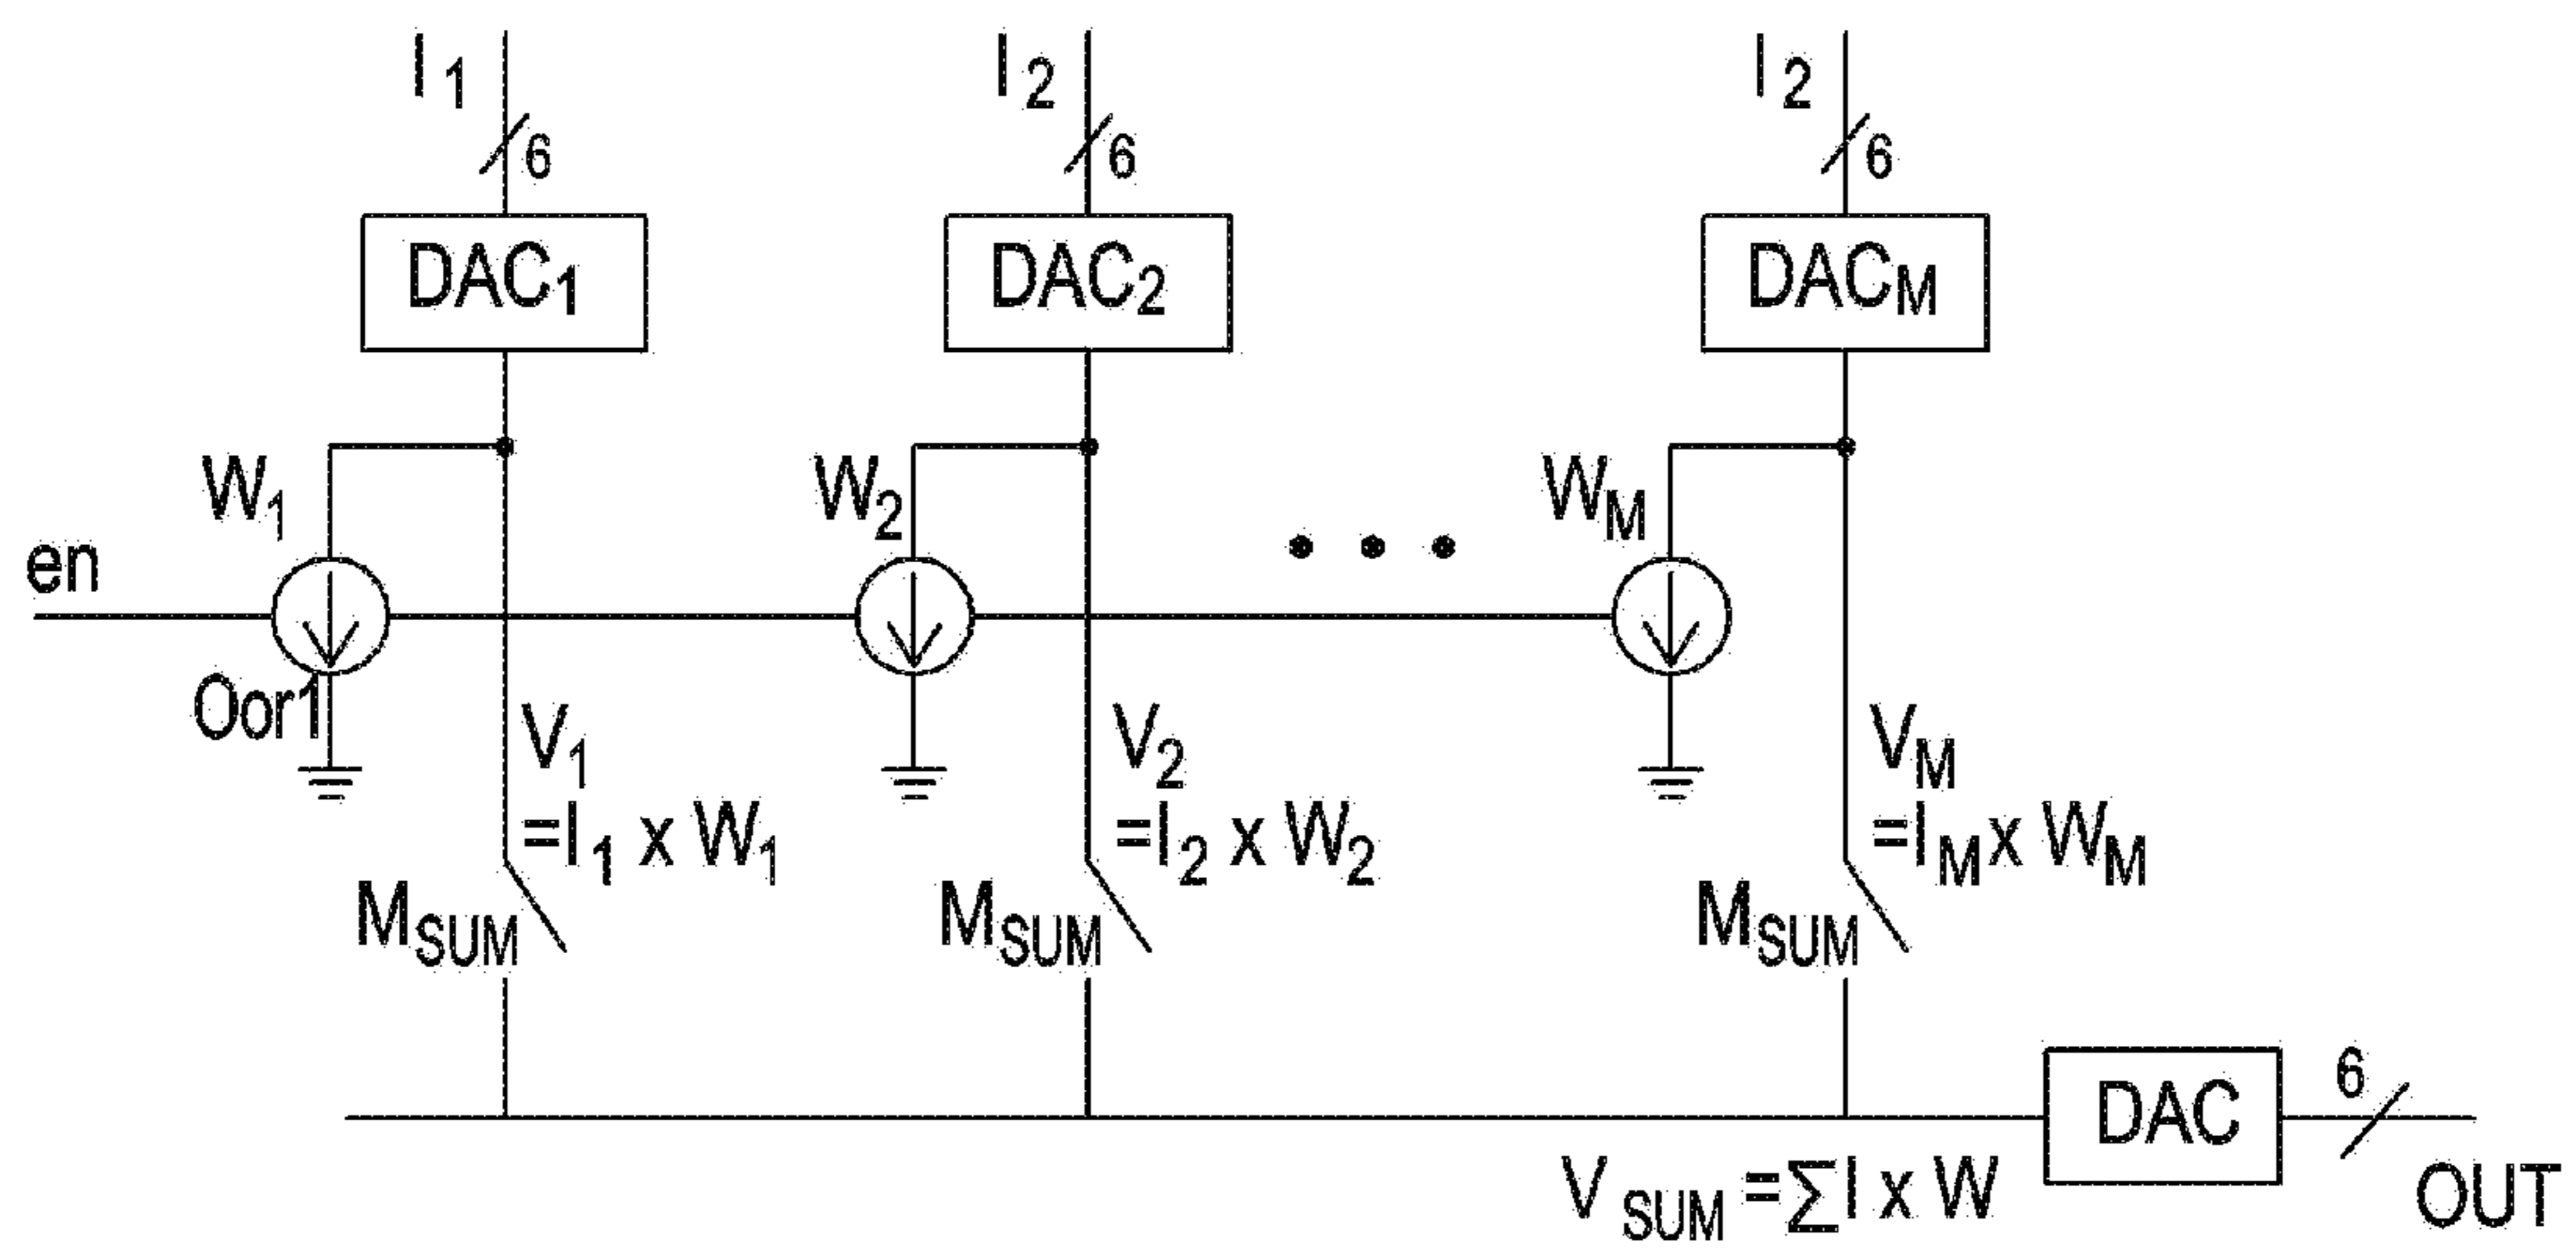 I1 I2 I2
6 6 6
DAC1 DAC2 DACM
W1 W2 WM
en
Oor1
V1 V2 VM
=I1 x W1 =I2 x W2 =IM x WM
MSUM MSUM MSUM
DAC 6
VSUM =∑I x W OUT